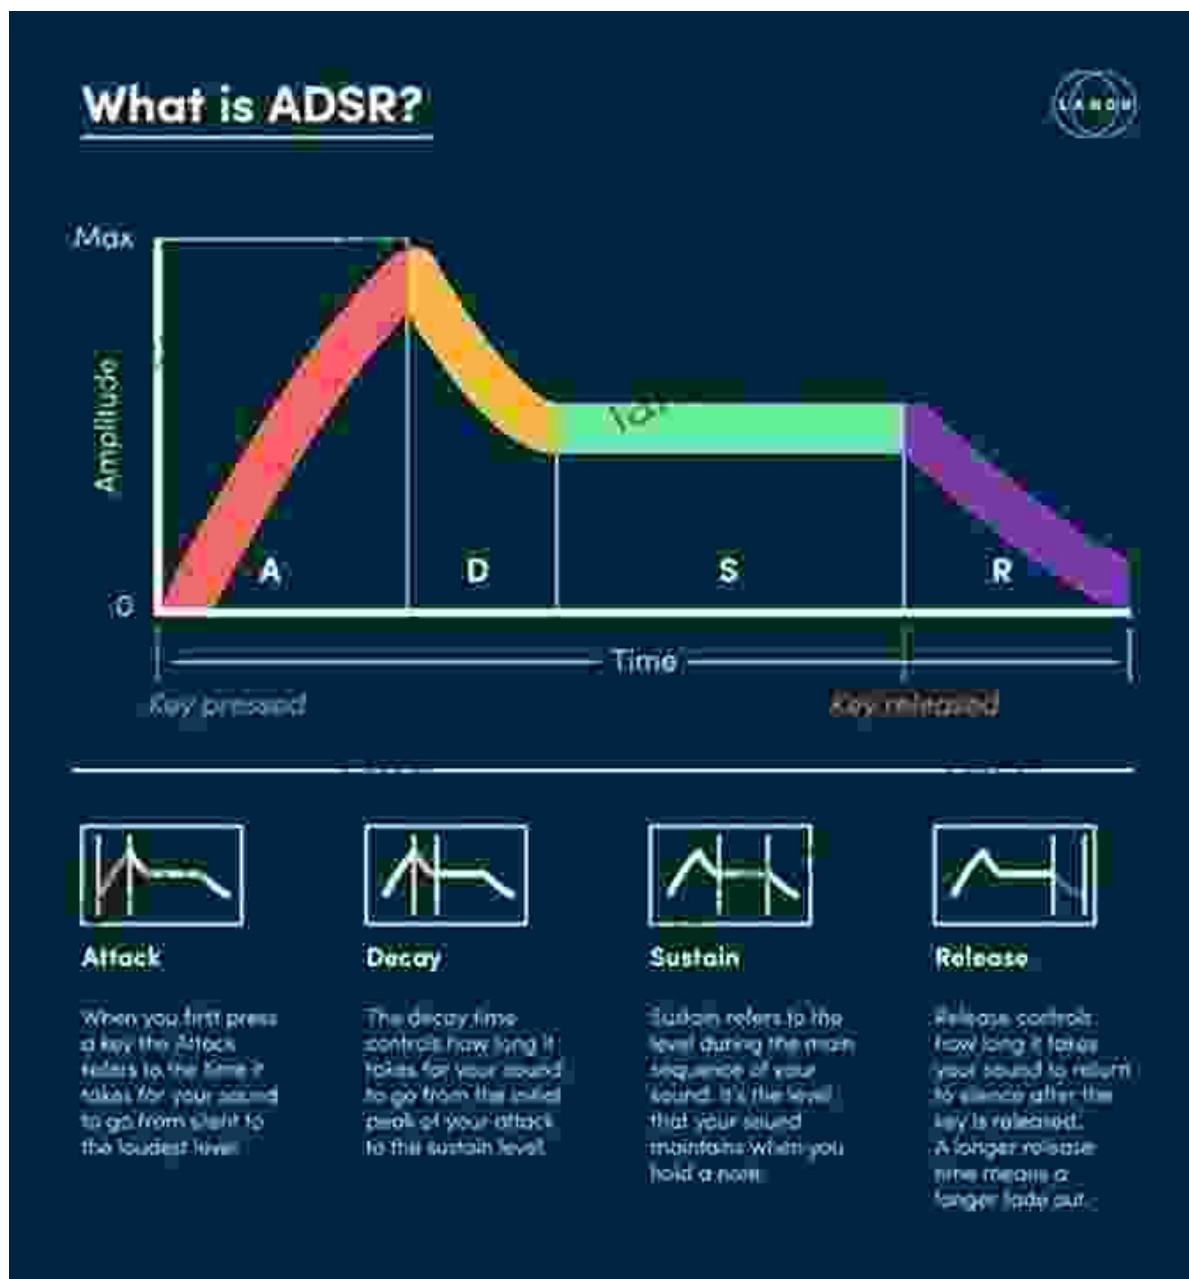 What is ADSR?
LANDR
Max
Amplitude
A
D
S
R
0
Time
Key pressed
Key released
Attack
When you first press
a key the Attack
refers to the time it
takes for your sound
to go from silent to
the loudest level.
Decay
The decay time
controls how long it
takes for your sound
to go from the initial
peak of your attack
to the sustain level.
Sustain
Sustain refers to the
level during the main
sequence of your
sound. It's the level
that your sound
maintains when you
hold a note.
Release
Release controls
how long it takes
your sound to return
to silence after the
key is released.
A longer release
time means a
longer fade out.